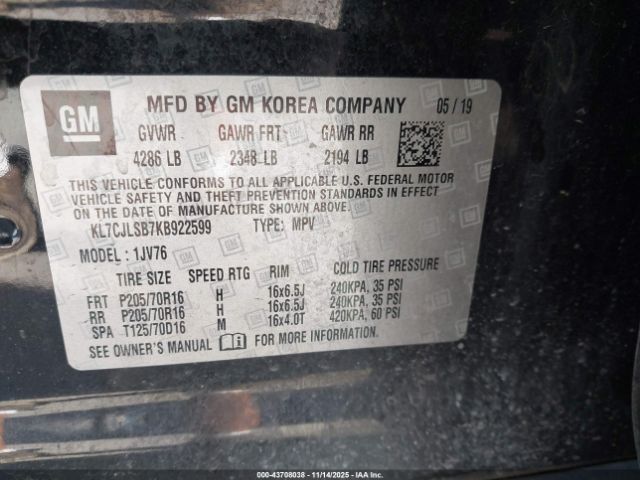 GM MFD BY GM KOREA COMPANY 05/19
GVWR GAWR FRT GAWR RR
4286 LB 2348 LB 2194 LB
THIS VEHICLE CONFORMS TO ALL APPLICABLE U.S. FEDERAL MOTOR
VEHICLE SAFETY AND THEFT PREVENTION STANDARDS IN EFFECT
ON THE DATE OF MANUFACTURE SHOWN ABOVE.
KL7CJLSB7KB922599 TYPE: MPV
MODEL: 1JV76
TIRE SIZE SPEED RTG RIM COLD TIRE PRESSURE
FRT P205/70R16 H 16x6.5J 240KPA, 35 PSI
RR P205/70R16 H 16x6.5J 240KPA, 35 PSI
SPA T125/70D16 M 16x4.0T 420KPA, 60 PSI
SEE OWNER'S MANUAL FOR MORE INFORMATION.
000-43708038 - 11/14/2025 - IAAI.CA